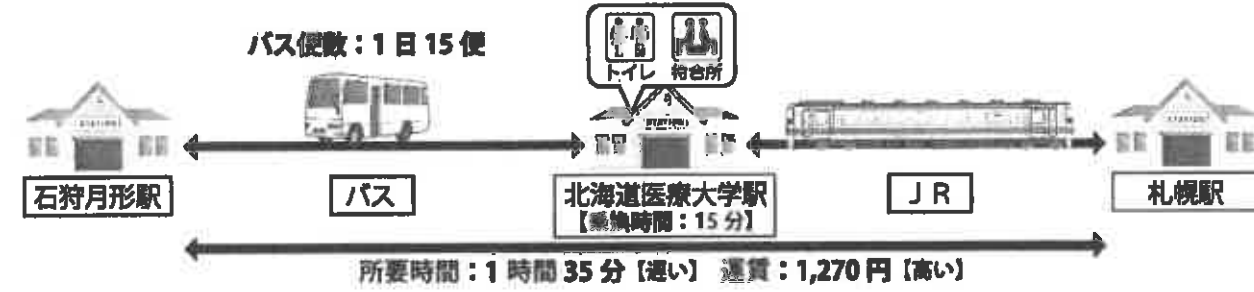 バス便数：1日15便
トイレ 待合所
STATION
STATION
STATION
石狩月形駅
バス
北海道医療大学駅
【乗換時間：15分】
ＪＲ
札幌駅
所要時間：1時間35分【遅い】 運賃：1,270円【高い】